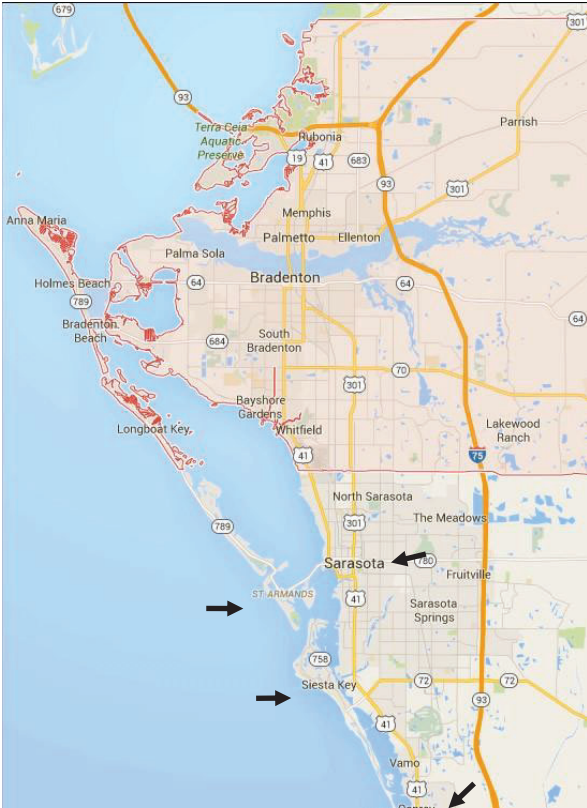 679
301
301
93
Parrish
Terra Ceia
Aquatic
Preserve
Rubonia
19
41
683
93
301
Memphis
Anna Maria
Palmetto
Ellenton
Palma Sola
Bradenton
Holmes Beach
64
64
789
64
Bradenton
Beach
684
South
Bradenton
70
301
Bayshore
Gardens
Longboat Key
Whitfield
Lakewood
Ranch
41
75
North Sarasota
789
301
The Meadows
Sarasota
780
Fruitville
ST ARMANDS
41
Sarasota
Springs
758
Siesta Key
72
72
93
41
Vamo
41